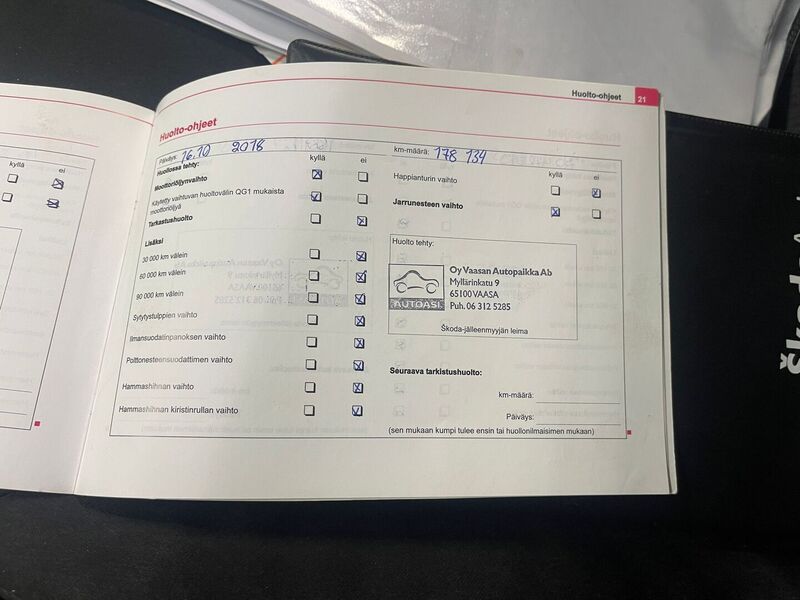 Huolto-ohjeet 21
Huolto-ohjeet
Päiväys: 16.10 2018
km-määrä: 178 134
Huollossa tehty: kyllä ei
Moottoriöljynvaihto
Käytetty vaihtuvan huoltovälin QG1 mukaista
moottoriöljyä
Tarkastushuolto
Lisäksi
30 000 km välein
60 000 km välein
90 000 km välein
Sytytystulppien vaihto
Ilmansuodatinpanoksen vaihto
Polttonesteensuodattimen vaihto
Hammashihnan vaihto
Hammashihnan kiristinrullan vaihto
kyllä ei
Happianturin vaihto
Jarrunesteen vaihto
Huolto tehty:
AUTOASI
Oy Vaasan Autopaikka Ab
Myllärinkatu 9
65100 VAASA
Puh. 06 312 5285
Škoda-jälleenmyyjän leima
Seuraava tarkistushuolto:
km-määrä:
Päiväys:
(sen mukaan kumpi tulee ensin tai huollonilmaisimen mukaan)
kyllä ei